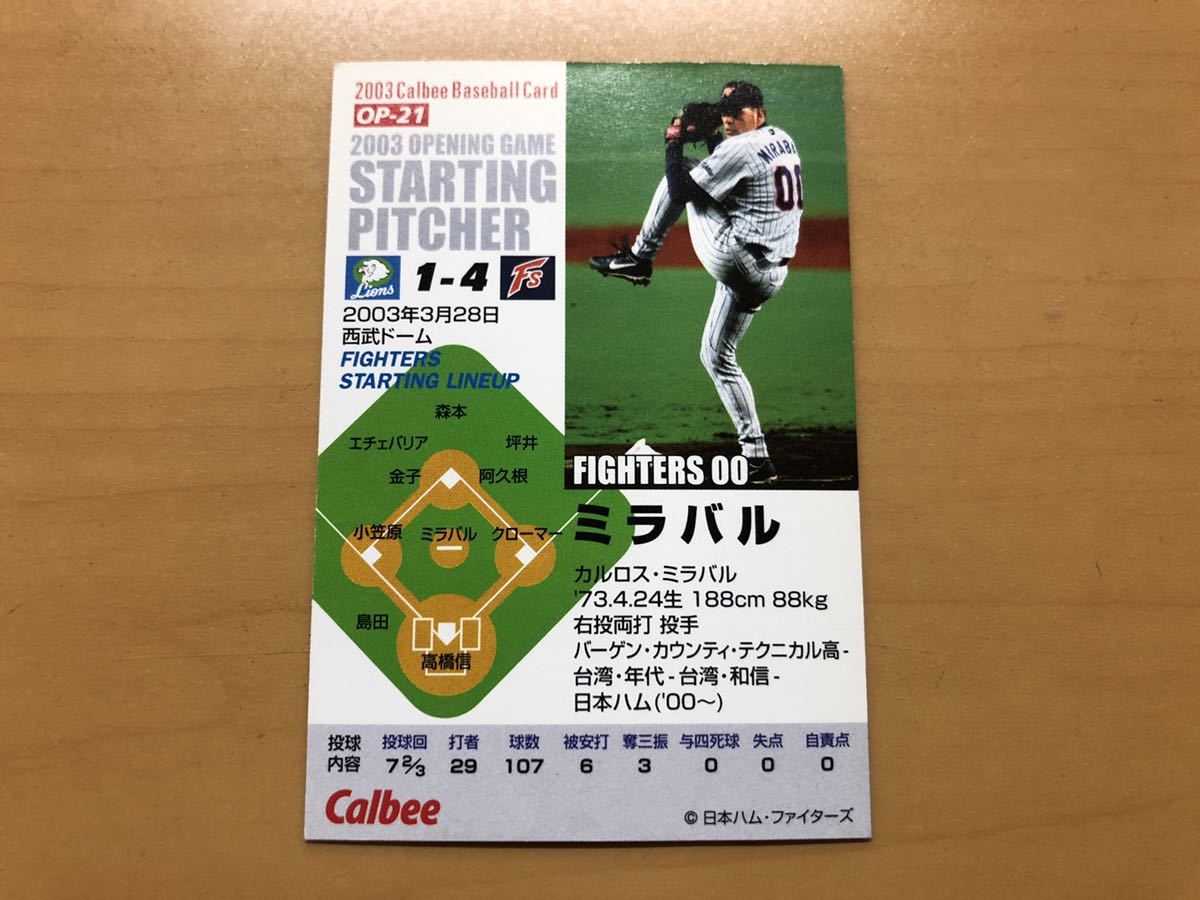 2003 Calbee Baseball Card
OP-21
2003 OPENING GAME
STARTING
PITCHER
Lions 1-4 Fs
2003年3月28日
西武ドーム
FIGHTERS
STARTING LINEUP
森本
エチェバリア 坪井
金子 阿久根
小笠原 ミラバル クローマー
島田
高橋信
00
FIGHTERS 00
ミラバル
カルロス・ミラバル
'73.4.24生 188cm 88kg
右投両打 投手
バーゲン・カウンティ・テクニカル高-
台湾・年代-台湾・和信-
日本ハム('00〜)
投球内容 投球回 打者 球数 被安打 奪三振 与四死球 失点 自責点
7 2/3 29 107 6 3 0 0 0
Calbee
© 日本ハム・ファイターズ